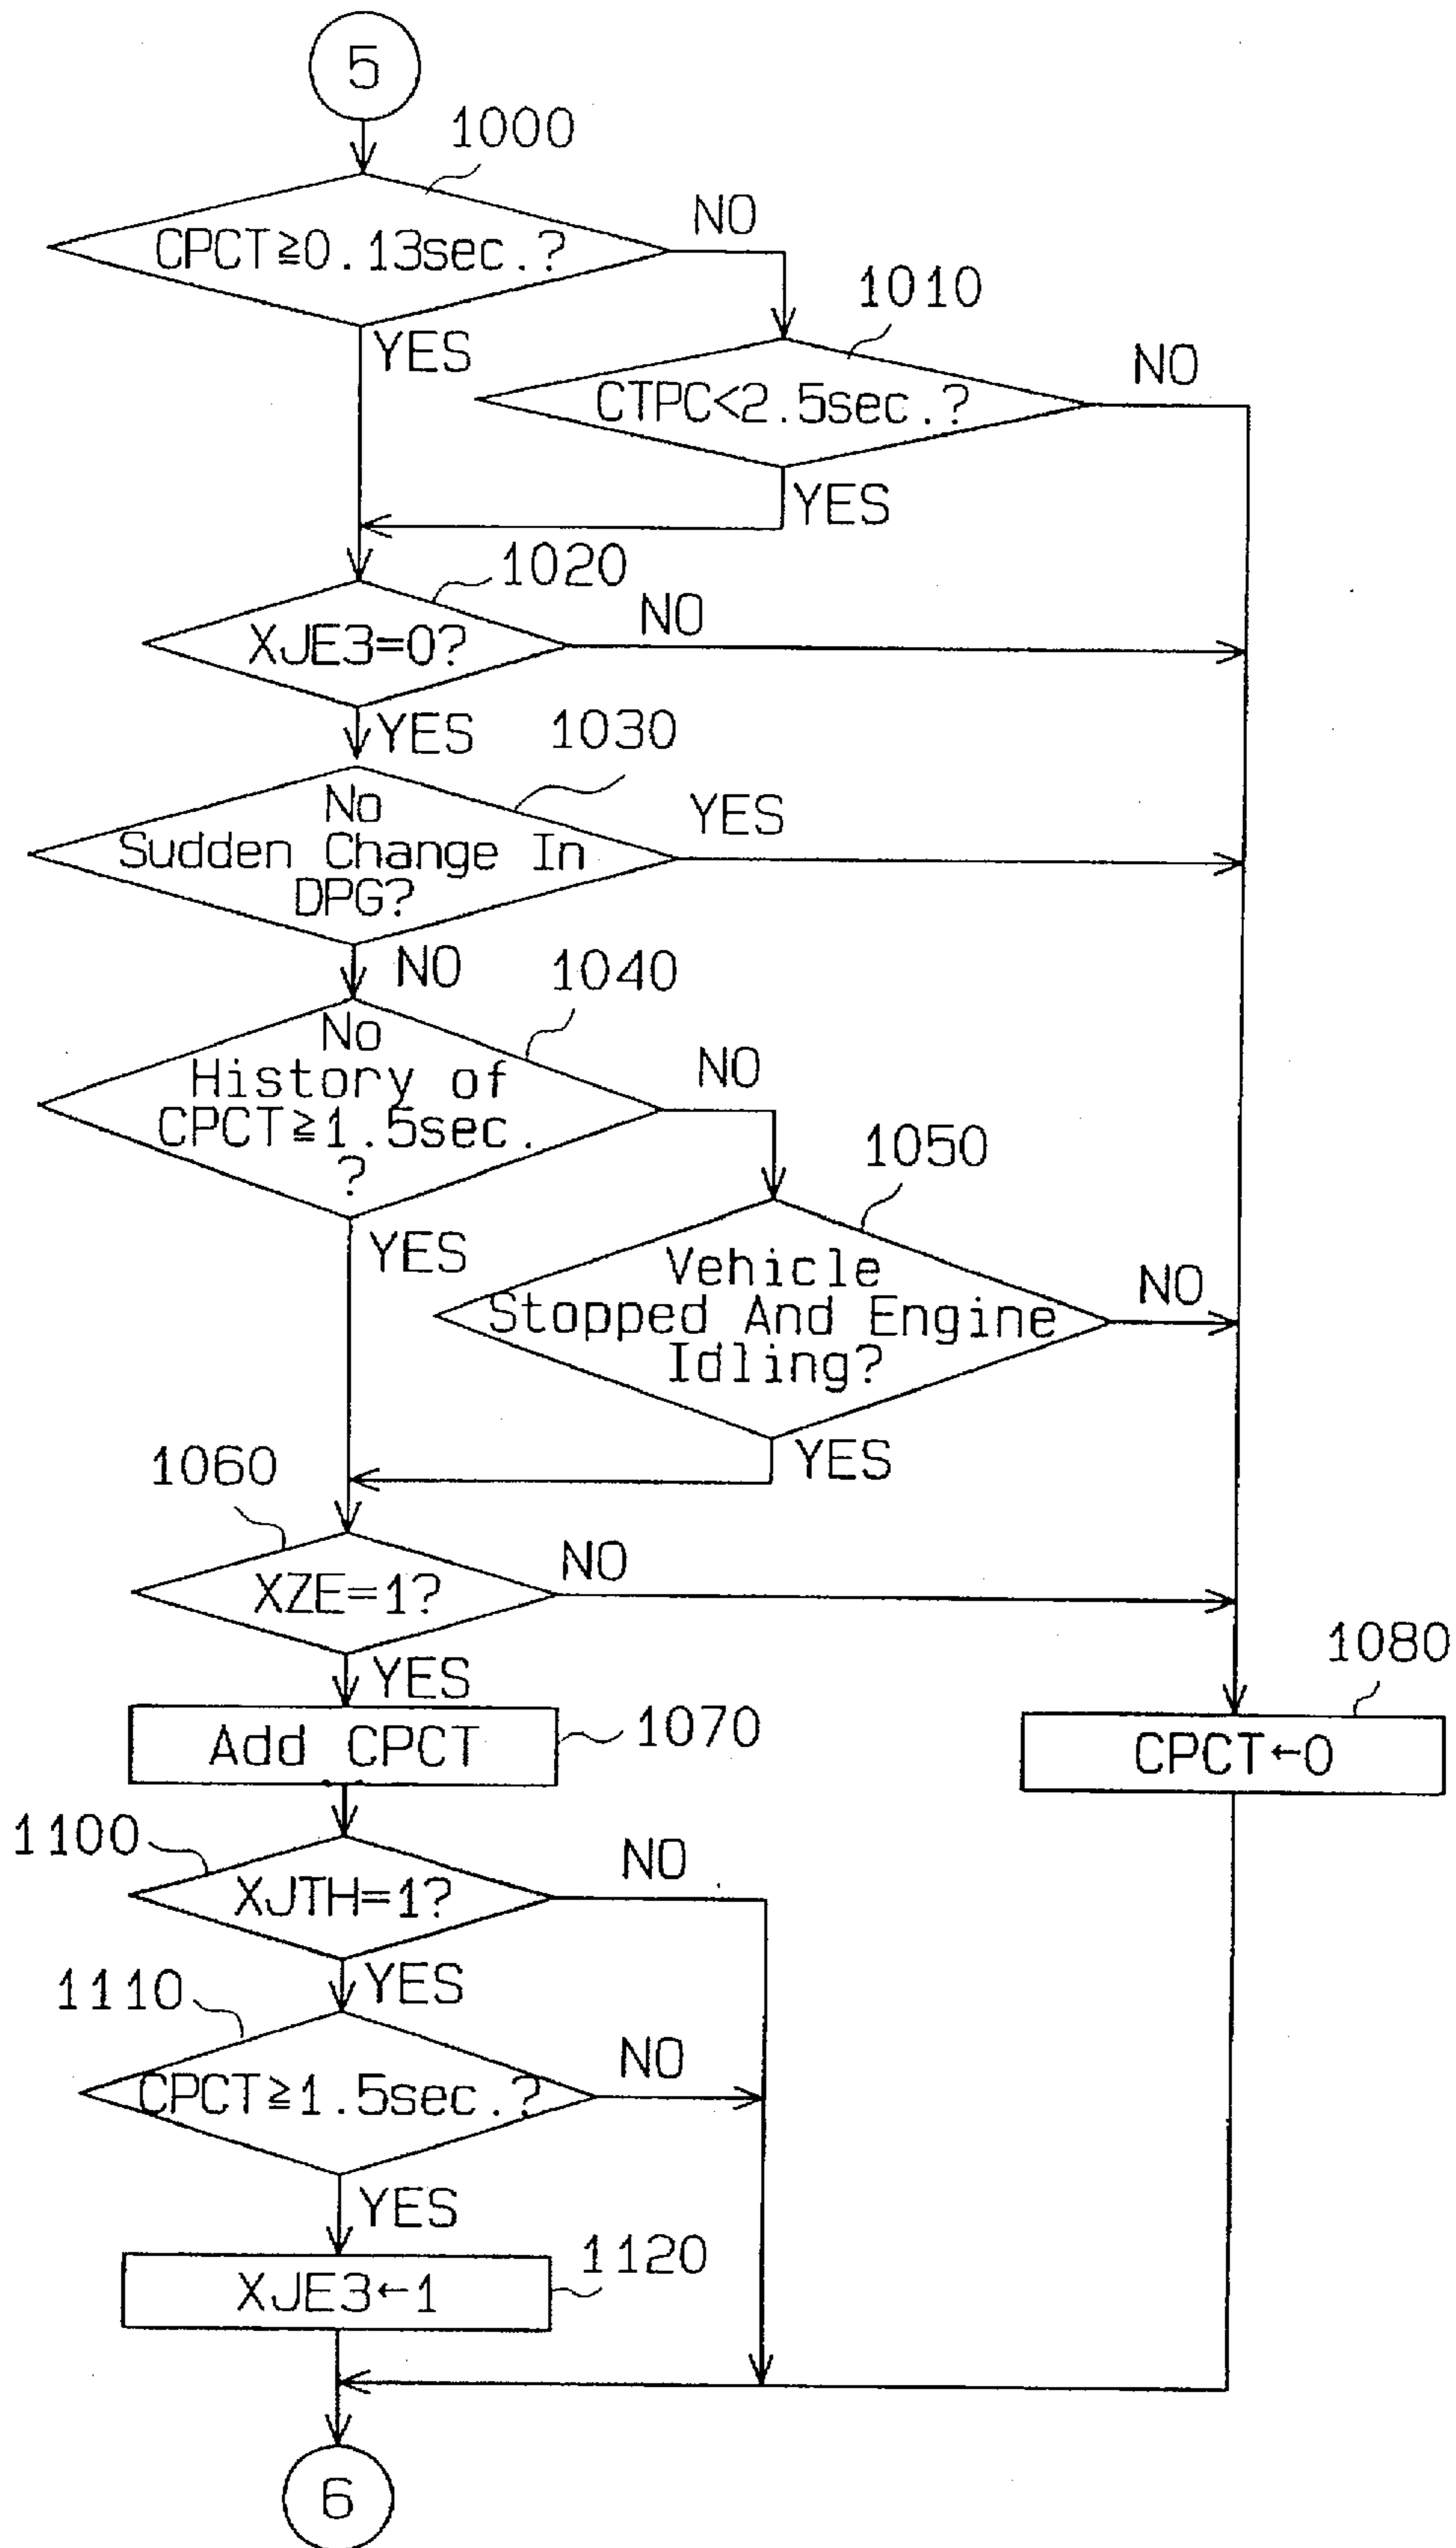 5
1000
CPCT≧0.13sec.?
NO
YES
1010
CTPC<2.5sec.?
NO
YES
1020
XJE3=0?
NO
YES
1030
No
Sudden Change In
DPG?
YES
NO
1040
No
History of
CPCT≧1.5sec.
?
NO
YES
1050
Vehicle
Stopped And Engine
Idling?
NO
YES
1060
XZE=1?
NO
YES
Add CPCT
1070
1080
CPCT←0
1100
XJTH=1?
NO
YES
1110
CPCT≧1.5sec.?
NO
YES
XJE3←1
1120
6